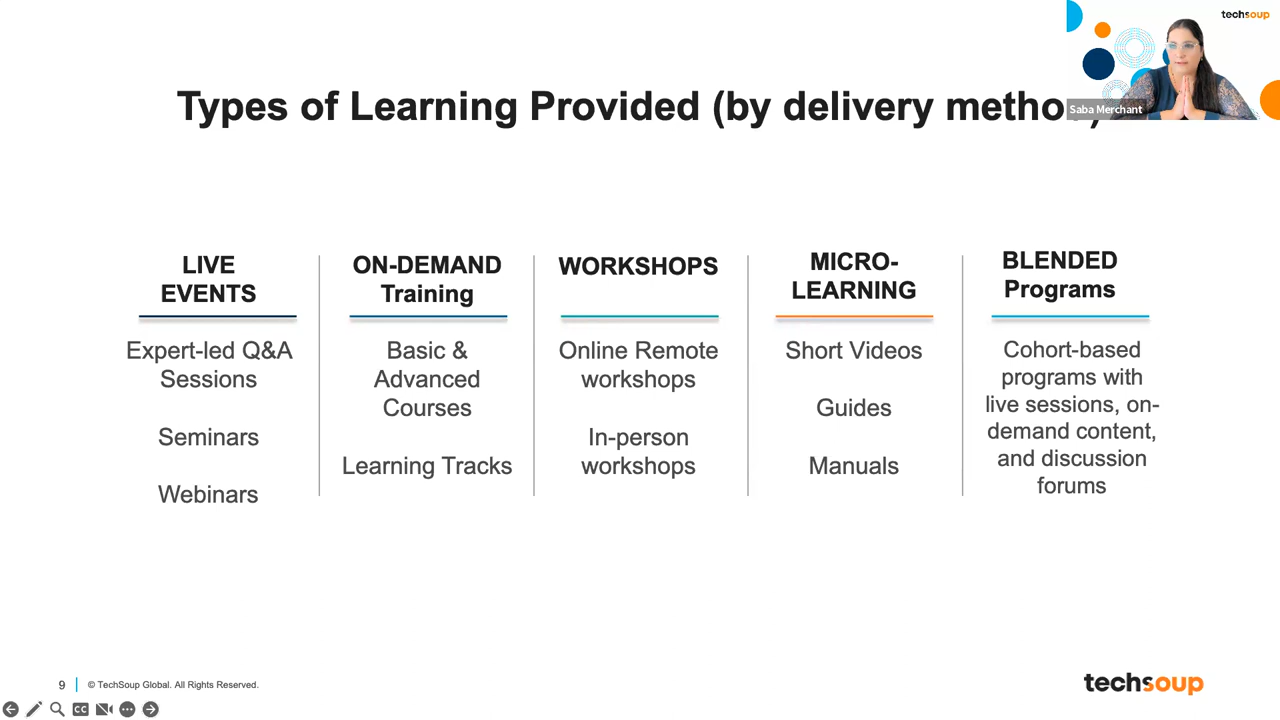 techsoup
Saba Merchant
Types of Learning Provided (by delivery method)
LIVE
EVENTS
Expert-led Q&A
Sessions
Seminars
Webinars
ON-DEMAND
Training
Basic &
Advanced
Courses
Learning Tracks
WORKSHOPS
Online Remote
workshops
In-person
workshops
MICRO-
LEARNING
Short Videos
Guides
Manuals
BLENDED
Programs
Cohort-based
programs with
live sessions, on-
demand content,
and discussion
forums
9
© TechSoup Global. All Rights Reserved.
techsoup
CC